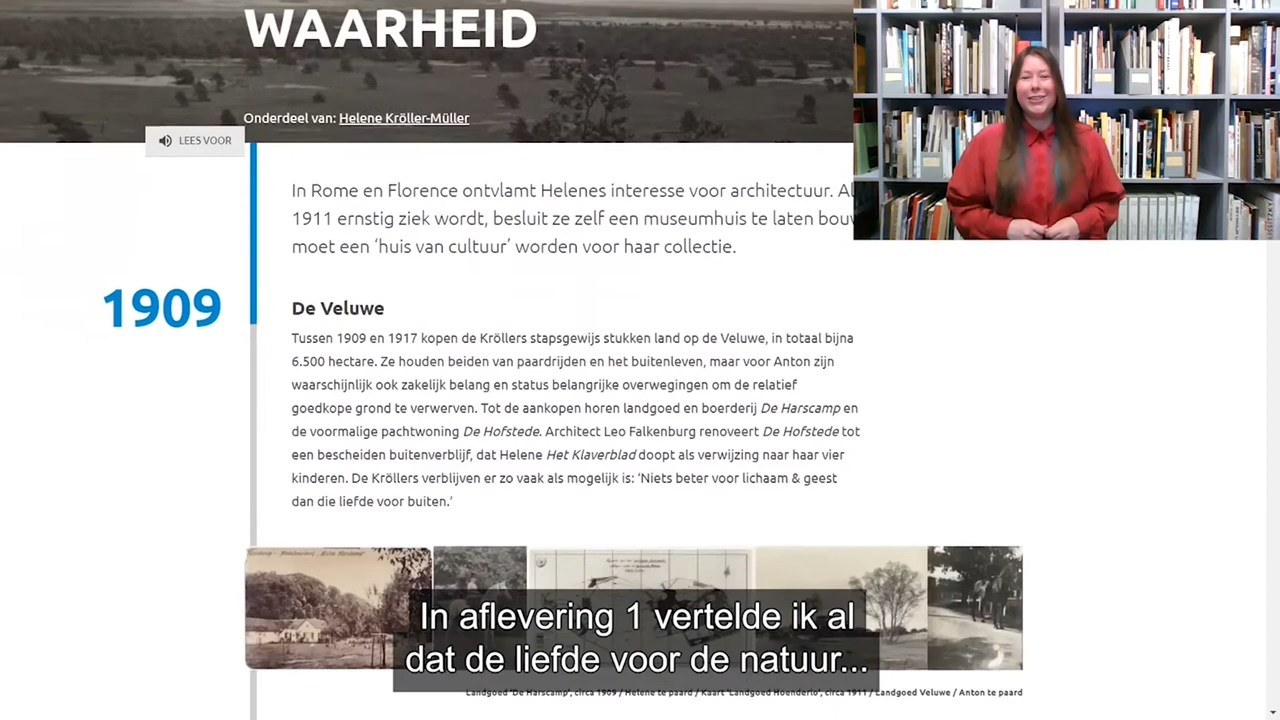 WAARHEID
Onderdeel van: Helene Kröller-Müller
LEES VOOR
In Rome en Florence ontvlamt Helenes interesse voor architectuur. Al
1911 ernstig ziek wordt, besluit ze zelf een museumhuis te laten bouw
moet een ‘huis van cultuur’ worden voor haar collectie.
1909
De Veluwe
Tussen 1909 en 1917 kopen de Kröllers stapsgewijs stukken land op de Veluwe, in totaal bijna
6.500 hectare. Ze houden beiden van paardrijden en het buitenleven, maar voor Anton zijn
waarschijnlijk ook zakelijk belang en status belangrijke overwegingen om de relatief
goedkope grond te verwerven. Tot de aankopen horen landgoed en boerderij De Harscamp en
de voormalige pachtwoning De Hofstede. Architect Leo Falkenburg renoveert De Hofstede tot
een bescheiden buitenverblijf, dat Helene Het Klaverblad doopt als verwijzing naar haar vier
kinderen. De Kröllers verblijven er zo vaak als mogelijk is: ‘Niets beter voor lichaam & geest
dan die liefde voor buiten.’
In aflevering 1 vertelde ik al
dat de liefde voor de natuur...
Landgoed ‘De Harscamp’, circa 1909 / Helene te paard / Kaart ‘Landgoed Hoenderlo’, circa 1911 / Landgoed Veluwe / Anton te paard